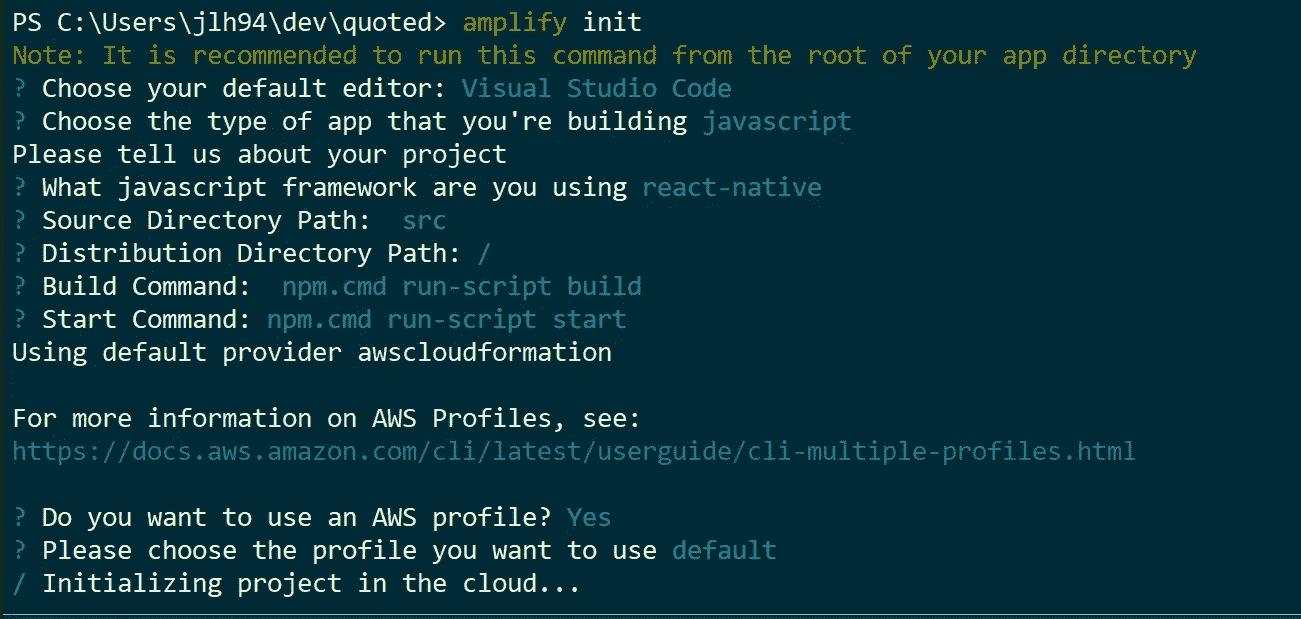 PS C:\Users\jlh94\dev\quoted> amplify init
Note: It is recommended to run this command from the root of your app directory
? Choose your default editor: Visual Studio Code
? Choose the type of app that you're building javascript
Please tell us about your project
? What javascript framework are you using react-native
? Source Directory Path:  src
? Distribution Directory Path: /
? Build Command:  npm.cmd run-script build
? Start Command: npm.cmd run-script start
Using default provider awscloudformation
For more information on AWS Profiles, see:
https://docs.aws.amazon.com/cli/latest/userguide/cli-multiple-profiles.html
? Do you want to use an AWS profile? Yes
? Please choose the profile you want to use default
/ Initializing project in the cloud...